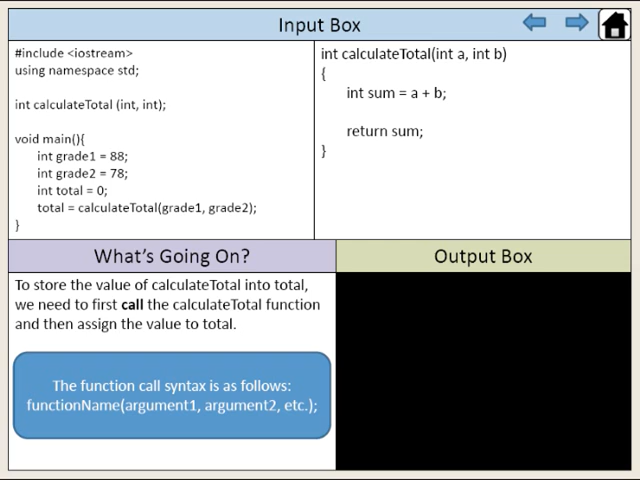 Input Box
#include <iostream>
using namespace std;
int calculateTotal (int, int);
void main(){
int grade1 = 88;
int grade2 = 78;
int total = 0;
total = calculateTotal(grade1, grade2);
}
int calculateTotal(int a, int b)
{
int sum = a + b;
return sum;
}
What's Going On?
To store the value of calculateTotal into total,
we need to first call the calculateTotal function
and then assign the value to total.
The function call syntax is as follows:
functionName(argument1, argument2, etc.);
Output Box